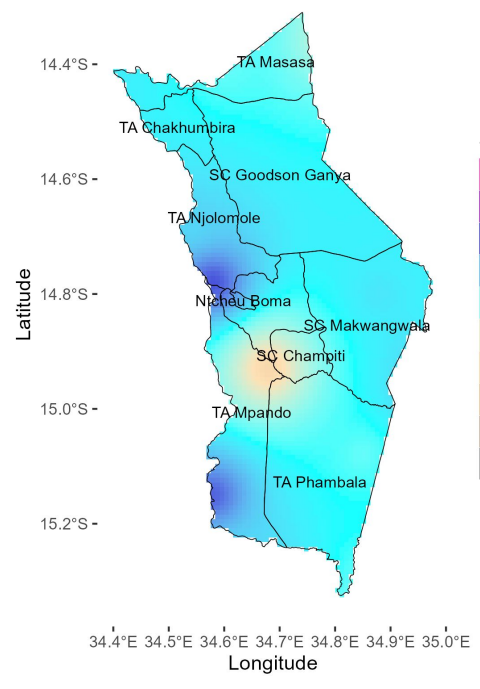 14.4°S
TA Masasa
TA Chakhumbira
14.6°S
SC Goodson Ganya
TA Njolomole
14.8°S
Ntcheu Boma
SC Makwangwala
SC Champiti
15.0°S
TA Mpando
TA Phambala
15.2°S
Latitude
34.4°E 34.5°E 34.6°E 34.7°E 34.8°E 34.9°E 35.0°E
Longitude